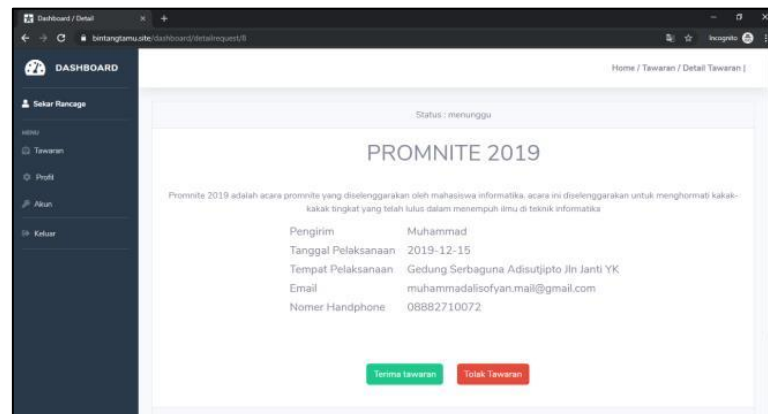 Dashboard / Detail
bintangtamu.site/dashboard/detailrequest/8
Incognito
DASHBOARD
Home / Tawaran / Detail Tawaran |
Sekar Rancage
MENU
Tawaran
Profil
Akun
Keluar
Status : menunggu
PROMNITE 2019
Promnite 2019 adalah acara promnite yang diselenggarakan oleh mahasiswa informatika, acara ini diselenggarakan untuk menghormati kakak-
kakak tingkat yang telah lulus dalam menempuh ilmu di teknik informatika
Pengirim Muhammad
Tanggal Pelaksanaan 2019-12-15
Tempat Pelaksanaan Gedung Serbaguna Adisutjipto Jln Janti YK
Email muhammadalisofyan.mail@gmail.com
Nomer Handphone 08882710072
Terima tawaran Tolak Tawaran